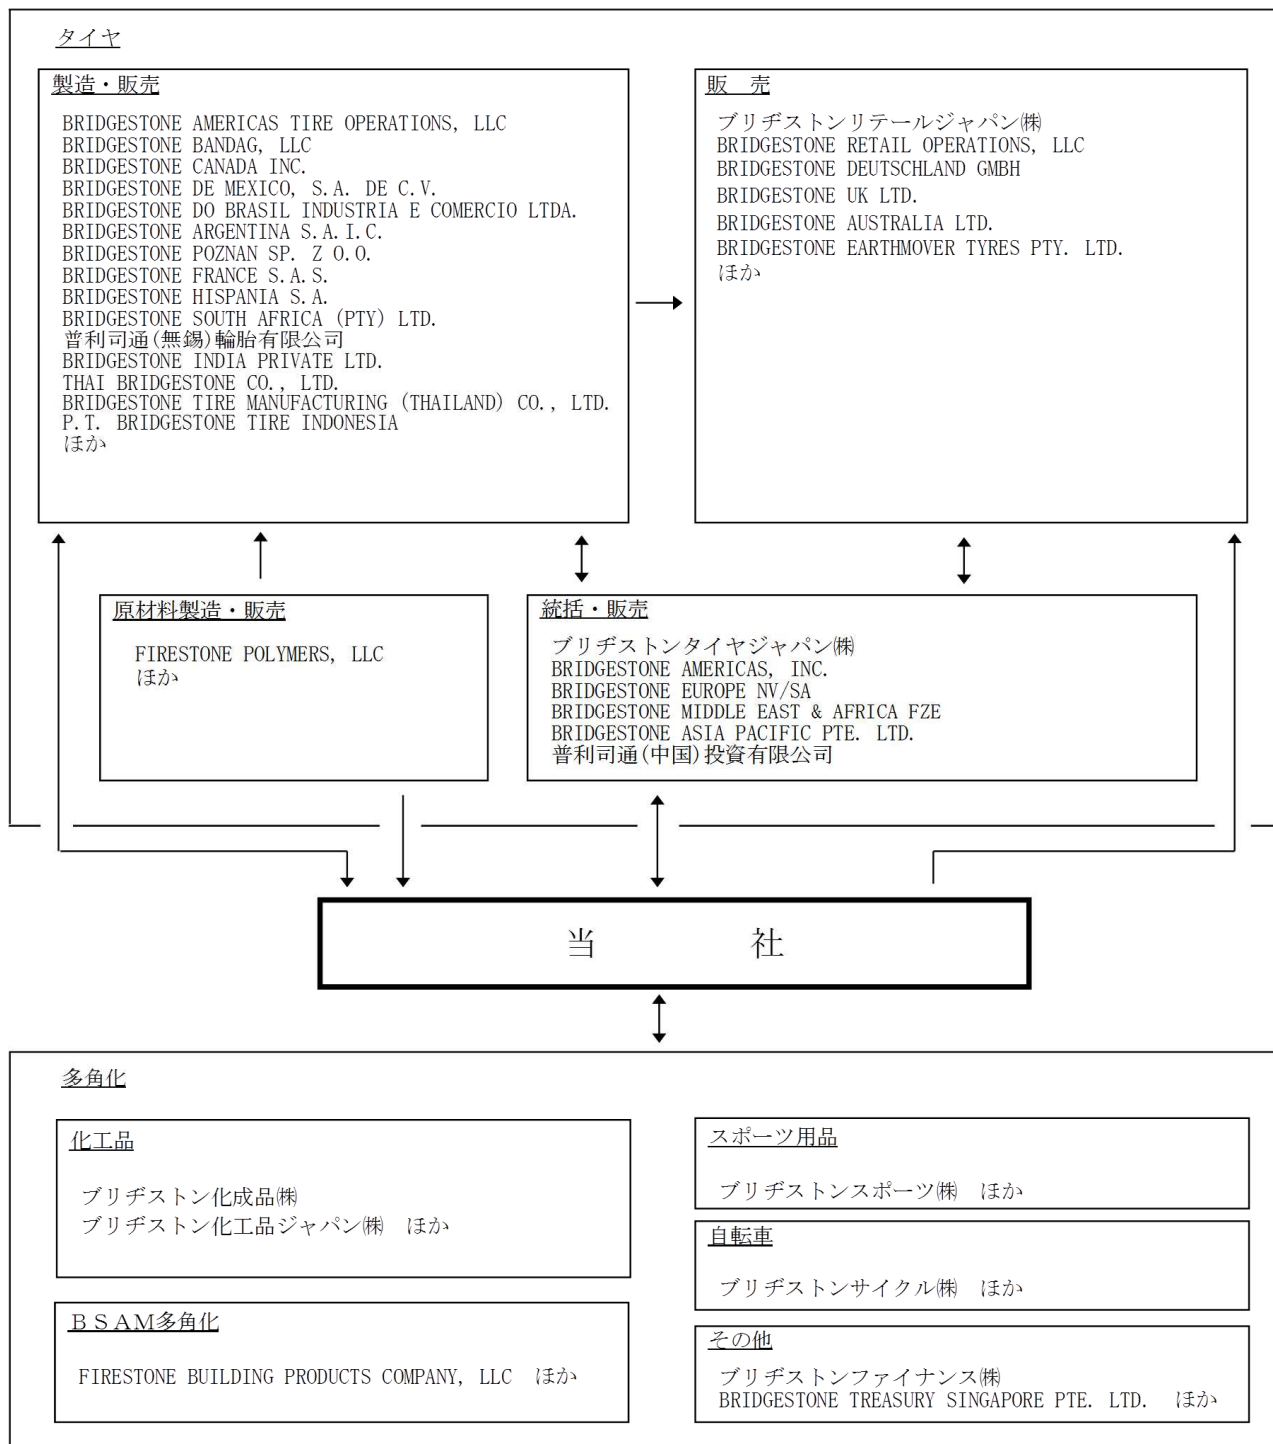 タイヤ
製造・販売
BRIDGESTONE AMERICAS TIRE OPERATIONS, LLC
BRIDGESTONE BANDAG, LLC
BRIDGESTONE CANADA INC.
BRIDGESTONE DE MEXICO, S.A. DE C.V.
BRIDGESTONE DO BRASIL INDUSTRIA E COMERCIO LTDA.
BRIDGESTONE ARGENTINA S.A.I.C.
BRIDGESTONE POZNAN SP. Z O.O.
BRIDGESTONE FRANCE S.A.S.
BRIDGESTONE HISPANIA S.A.
BRIDGESTONE SOUTH AFRICA (PTY) LTD.
普利司通(無錫)輪胎有限公司
BRIDGESTONE INDIA PRIVATE LTD.
THAI BRIDGESTONE CO., LTD.
BRIDGESTONE TIRE MANUFACTURING (THAILAND) CO., LTD.
P.T. BRIDGESTONE TIRE INDONESIA
ほか
販　売
ブリヂストンリテールジャパン㈱
BRIDGESTONE RETAIL OPERATIONS, LLC
BRIDGESTONE DEUTSCHLAND GMBH
BRIDGESTONE UK LTD.
BRIDGESTONE AUSTRALIA LTD.
BRIDGESTONE EARTHMOVER TYRES PTY. LTD.
ほか
原材料製造・販売
FIRESTONE POLYMERS, LLC
ほか
統括・販売
ブリヂストンタイヤジャパン㈱
BRIDGESTONE AMERICAS, INC.
BRIDGESTONE EUROPE NV/SA
BRIDGESTONE MIDDLE EAST & AFRICA FZE
BRIDGESTONE ASIA PACIFIC PTE. LTD.
普利司通(中国)投資有限公司
当　　　社
多角化
化工品
ブリヂストン化成品㈱
ブリヂストン化工品ジャパン㈱　ほか
ＢＳＡＭ多角化
FIRESTONE BUILDING PRODUCTS COMPANY, LLC　ほか
スポーツ用品
ブリヂストンスポーツ㈱　ほか
自転車
ブリヂストンサイクル㈱　ほか
その他
ブリヂストンファイナンス㈱
BRIDGESTONE TREASURY SINGAPORE PTE. LTD.　ほか